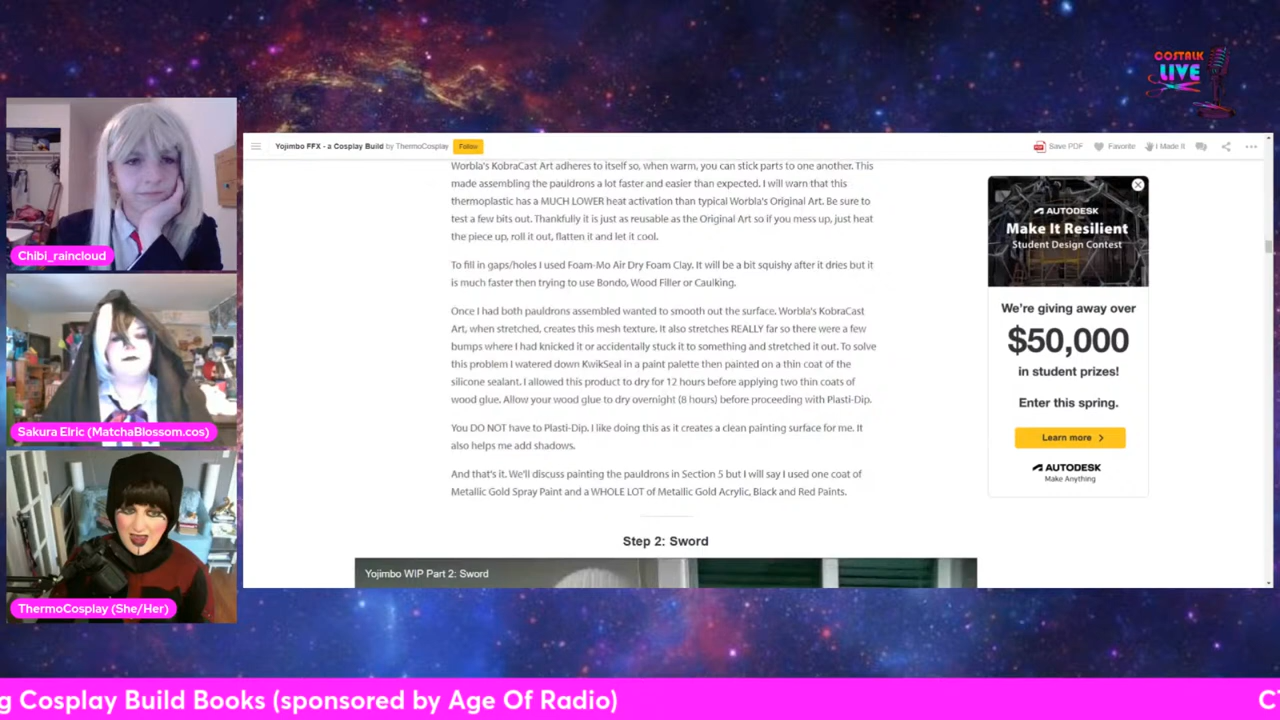 COSTALK
LIVE
Chibi_raincloud
Sakura Elric (MatchaBlossom.cos)
ThermoCosplay (She/Her)
Yojimbo FFX - a Cosplay Build by ThermoCosplay Follow
Save PDF Favorite I Made It
Worbla's KobraCast Art adheres to itself so, when warm, you can stick parts to one another. This
made assembling the pauldrons a lot faster and easier than expected. I will warn that this
thermoplastic has a MUCH LOWER heat activation than typical Worbla's Original Art. Be sure to
test a few bits out. Thankfully it is just as reusable as the Original Art so if you mess up, just heat
the piece up, roll it out, flatten it and let it cool.
To fill in gaps/holes I used Foam-Mo Air Dry Foam Clay. It will be a bit squishy after it dries but it
is much faster then trying to use Bondo, Wood Filler or Caulking.
Once I had both pauldrons assembled wanted to smooth out the surface. Worbla's KobraCast
Art, when stretched, creates this mesh texture. It also stretches REALLY far so there were a few
bumps where I had knicked it or accidentally stuck it to something and stretched it out. To solve
this problem I watered down KwikSeal in a paint palette then painted on a thin coat of the
silicone sealant. I allowed this product to dry for 12 hours before applying two thin coats of
wood glue. Allow your wood glue to dry overnight (8 hours) before proceeding with Plasti-Dip.
You DO NOT have to Plasti-Dip. I like doing this as it creates a clean painting surface for me. It
also helps me add shadows.
And that's it. We'll discuss painting the pauldrons in Section 5 but I will say I used one coat of
Metallic Gold Spray Paint and a WHOLE LOT of Metallic Gold Acrylic, Black and Red Paints.
Step 2: Sword
Yojimbo WIP Part 2: Sword
AUTODESK
Make It Resilient
Student Design Contest
We're giving away over
$50,000
in student prizes!
Enter this spring.
Learn more
AUTODESK
Make Anything
g Cosplay Build Books (sponsored by Age Of Radio)